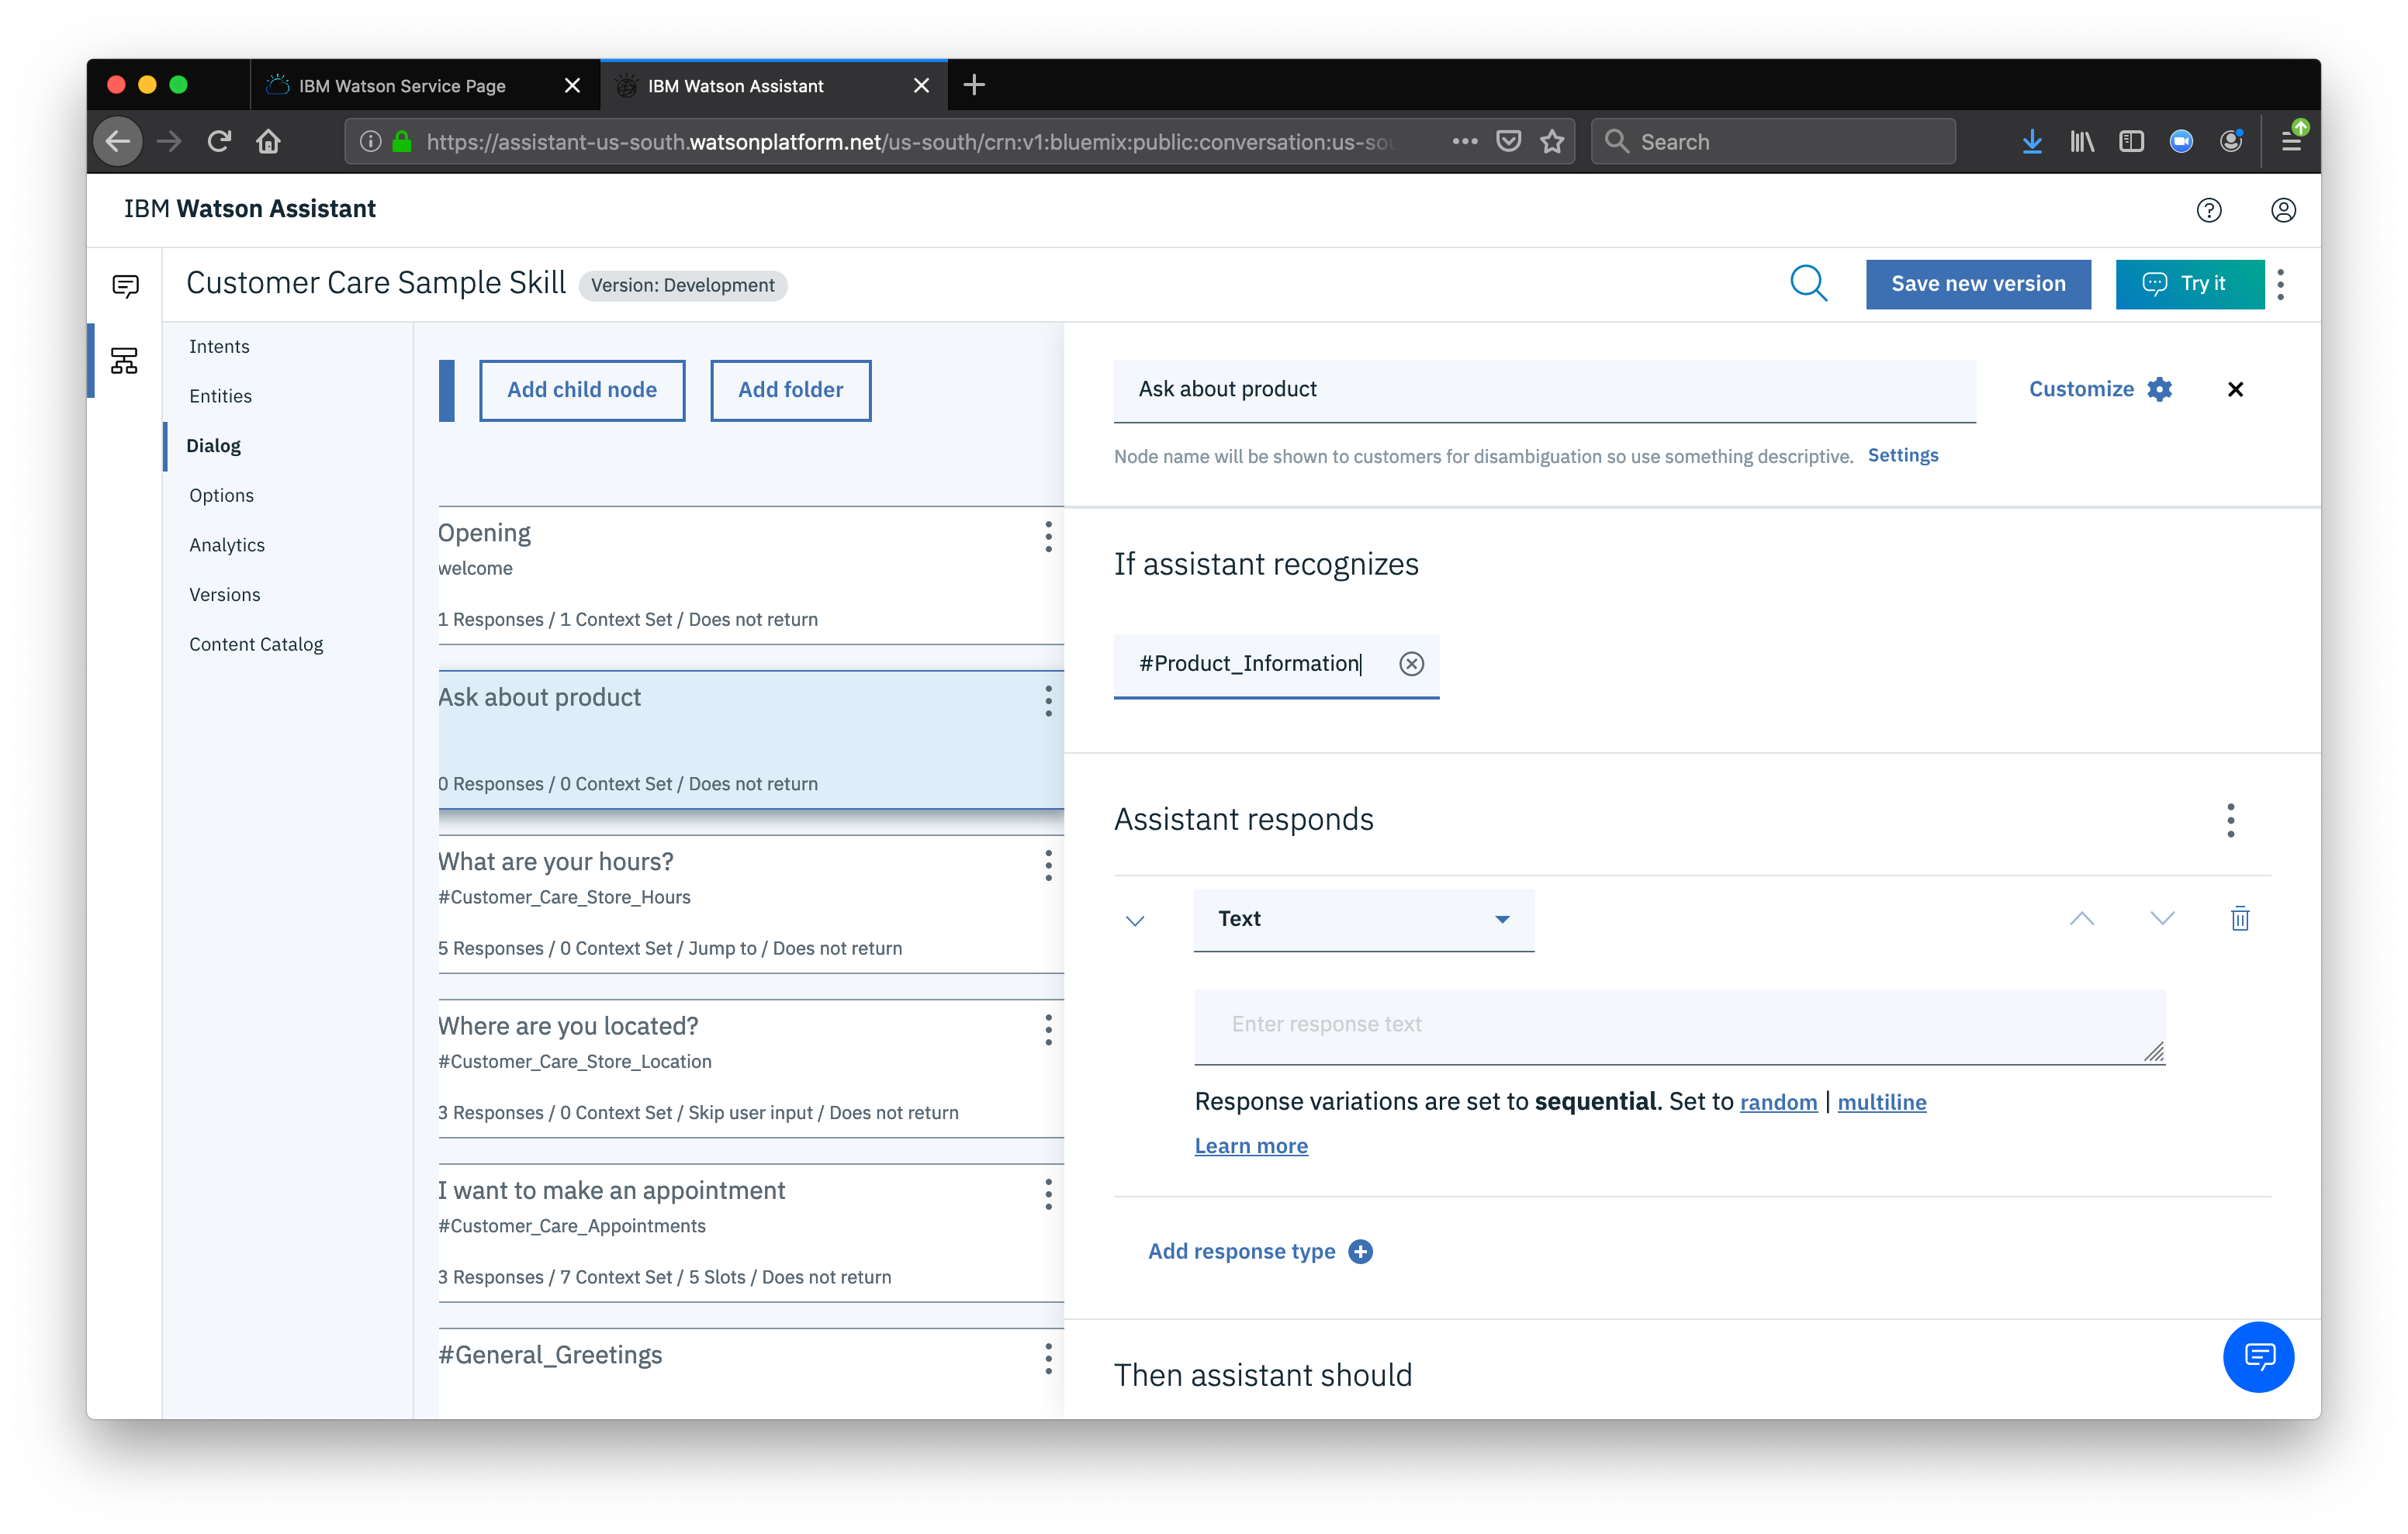 IBM Watson Service Page
IBM Watson Assistant
https://assistant-us-south.watsonplatform.net/us-south/crn:v1:bluemix:public:conversation:us-sou
Search
IBM Watson Assistant
Customer Care Sample Skill
Version: Development
Save new version
Try it
Intents
Entities
Dialog
Options
Analytics
Versions
Content Catalog
Add child node
Add folder
Opening
welcome
1 Responses / 1 Context Set / Does not return
Ask about product
0 Responses / 0 Context Set / Does not return
What are your hours?
#Customer_Care_Store_Hours
5 Responses / 0 Context Set / Jump to / Does not return
Where are you located?
#Customer_Care_Store_Location
3 Responses / 0 Context Set / Skip user input / Does not return
I want to make an appointment
#Customer_Care_Appointments
3 Responses / 7 Context Set / 5 Slots / Does not return
#General_Greetings
Ask about product
Customize
Node name will be shown to customers for disambiguation so use something descriptive. Settings
If assistant recognizes
#Product_Information
Assistant responds
Text
Enter response text
Response variations are set to sequential. Set to random | multiline
Learn more
Add response type
Then assistant should